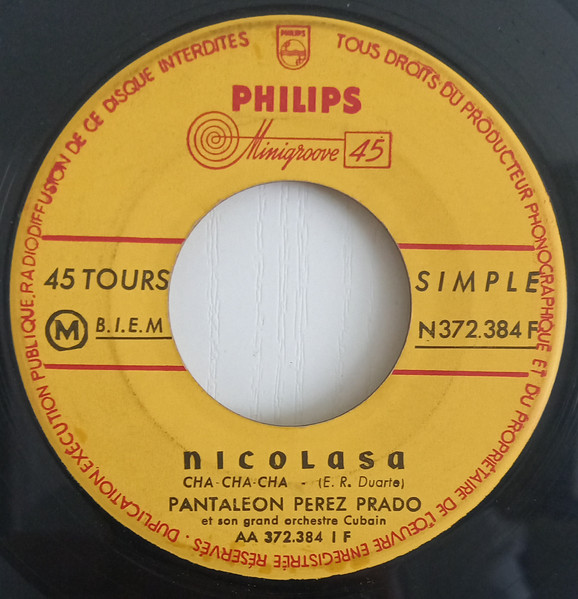 PHILIPS
PHILIPS
Minigroove 45
45 TOURS
SIMPLE
M B.I.E.M
N 372.384 F
nicolasa
CHA-CHA-CHA - (E. R. Duarte)
PANTALEON PEREZ PRADO
et son grand orchestre Cubain
AA 372.384 1 F
TOUS DROITS DU PRODUCTEUR PHONOGRAPHIQUE ET DU PROPRIÉTAIRE DE L'ŒUVRE ENREGISTRÉE RÉSERVÉS · DUPLICATION, EXÉCUTION PUBLIQUE, RADIODIFFUSION DE CE DISQUE INTERDITES